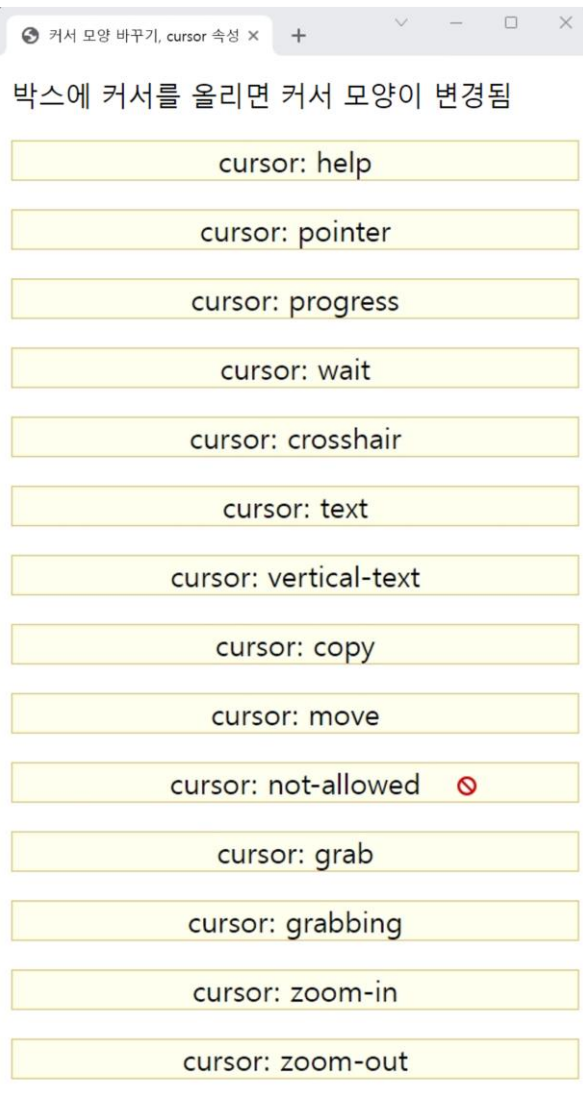 커서 모양 바꾸기, cursor 속성
박스에 커서를 올리면 커서 모양이 변경됨
cursor: help
cursor: pointer
cursor: progress
cursor: wait
cursor: crosshair
cursor: text
cursor: vertical-text
cursor: copy
cursor: move
cursor: not-allowed
cursor: grab
cursor: grabbing
cursor: zoom-in
cursor: zoom-out